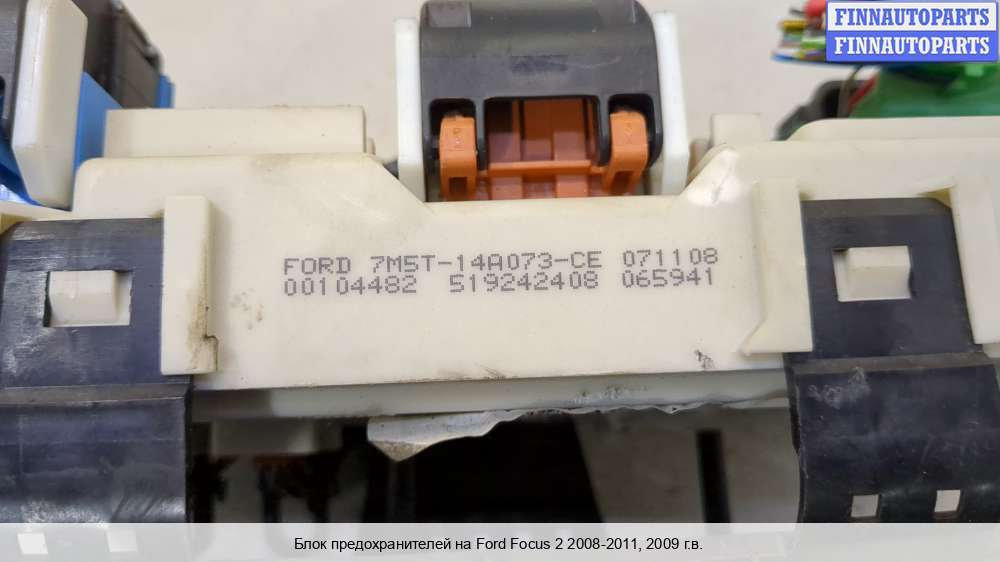 FINNAUTOPARTS
FINNAUTOPARTS
FORD 7M5T-14A073-CE 071108
00104482 519242408 065941
Блок предохранителей на Ford Focus 2 2008-2011, 2009 г.в.